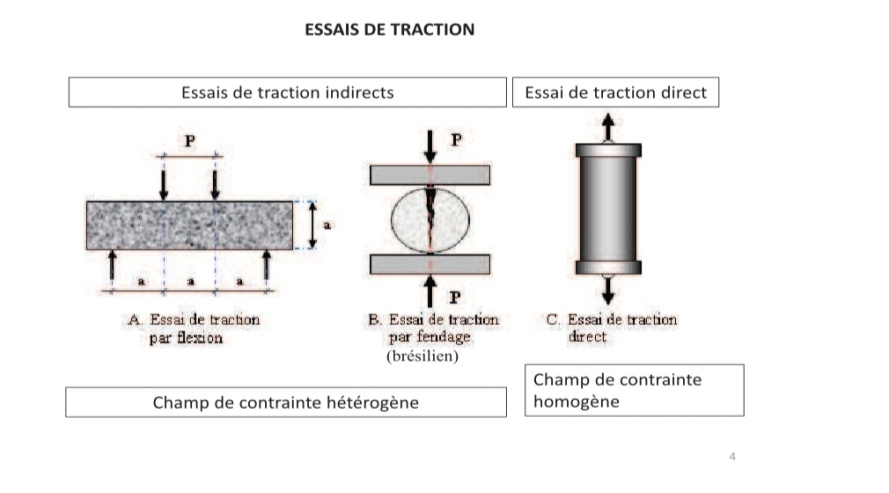 ESSAIS DE TRACTION
Essais de traction indirects
Essai de traction direct
P
P
a
a
a
a
P
A. Essai de traction
par flexion
B. Essai de traction
par fendage
(brésilien)
C. Essai de traction
direct
Champ de contrainte hétérogène
Champ de contrainte
homogène
4